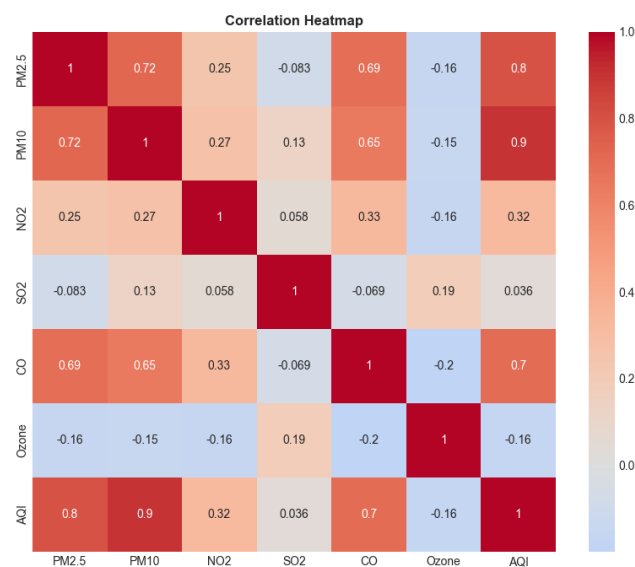 Correlation Heatmap
PM2.5 1 0.72 0.25 -0.083 0.69 -0.16 0.8
PM10 0.72 1 0.27 0.13 0.65 -0.15 0.9
NO2 0.25 0.27 1 0.058 0.33 -0.16 0.32
SO2 -0.083 0.13 0.058 1 -0.069 0.19 0.036
CO 0.69 0.65 0.33 -0.069 1 -0.2 0.7
Ozone -0.16 -0.15 -0.16 0.19 -0.2 1 -0.16
AQI 0.8 0.9 0.32 0.036 0.7 -0.16 1
PM2.5 PM10 NO2 SO2 CO Ozone AQI
1.0
0.8
0.6
0.4
0.2
0.0